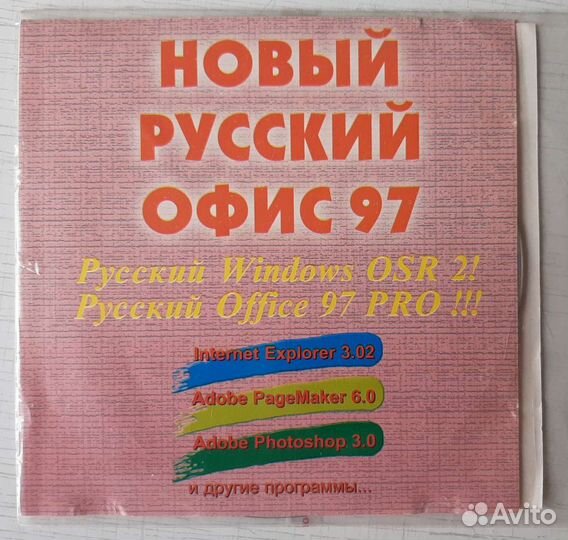 НОВЫЙ
РУССКИЙ
ОФИС 97
Русский Windows OSR 2!
Русский Office 97 PRO !!!
Internet Explorer 3.02
Adobe PageMaker 6.0
Adobe Photoshop 3.0
и другие программы...
Avito